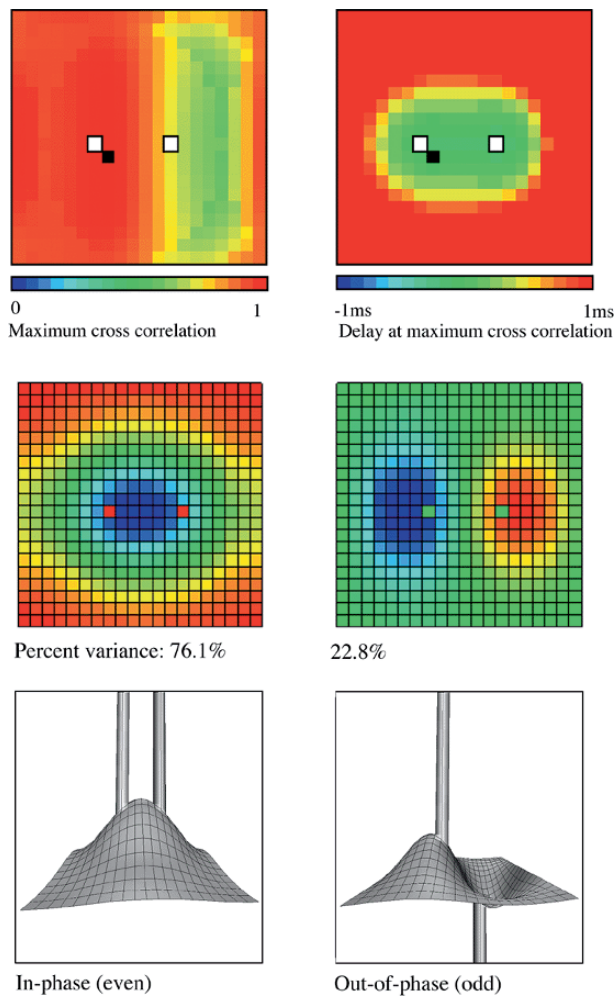 0 1
Maximum cross correlation
-1ms 1ms
Delay at maximum cross correlation
Percent variance: 76.1%
22.8%
In-phase (even)
Out-of-phase (odd)